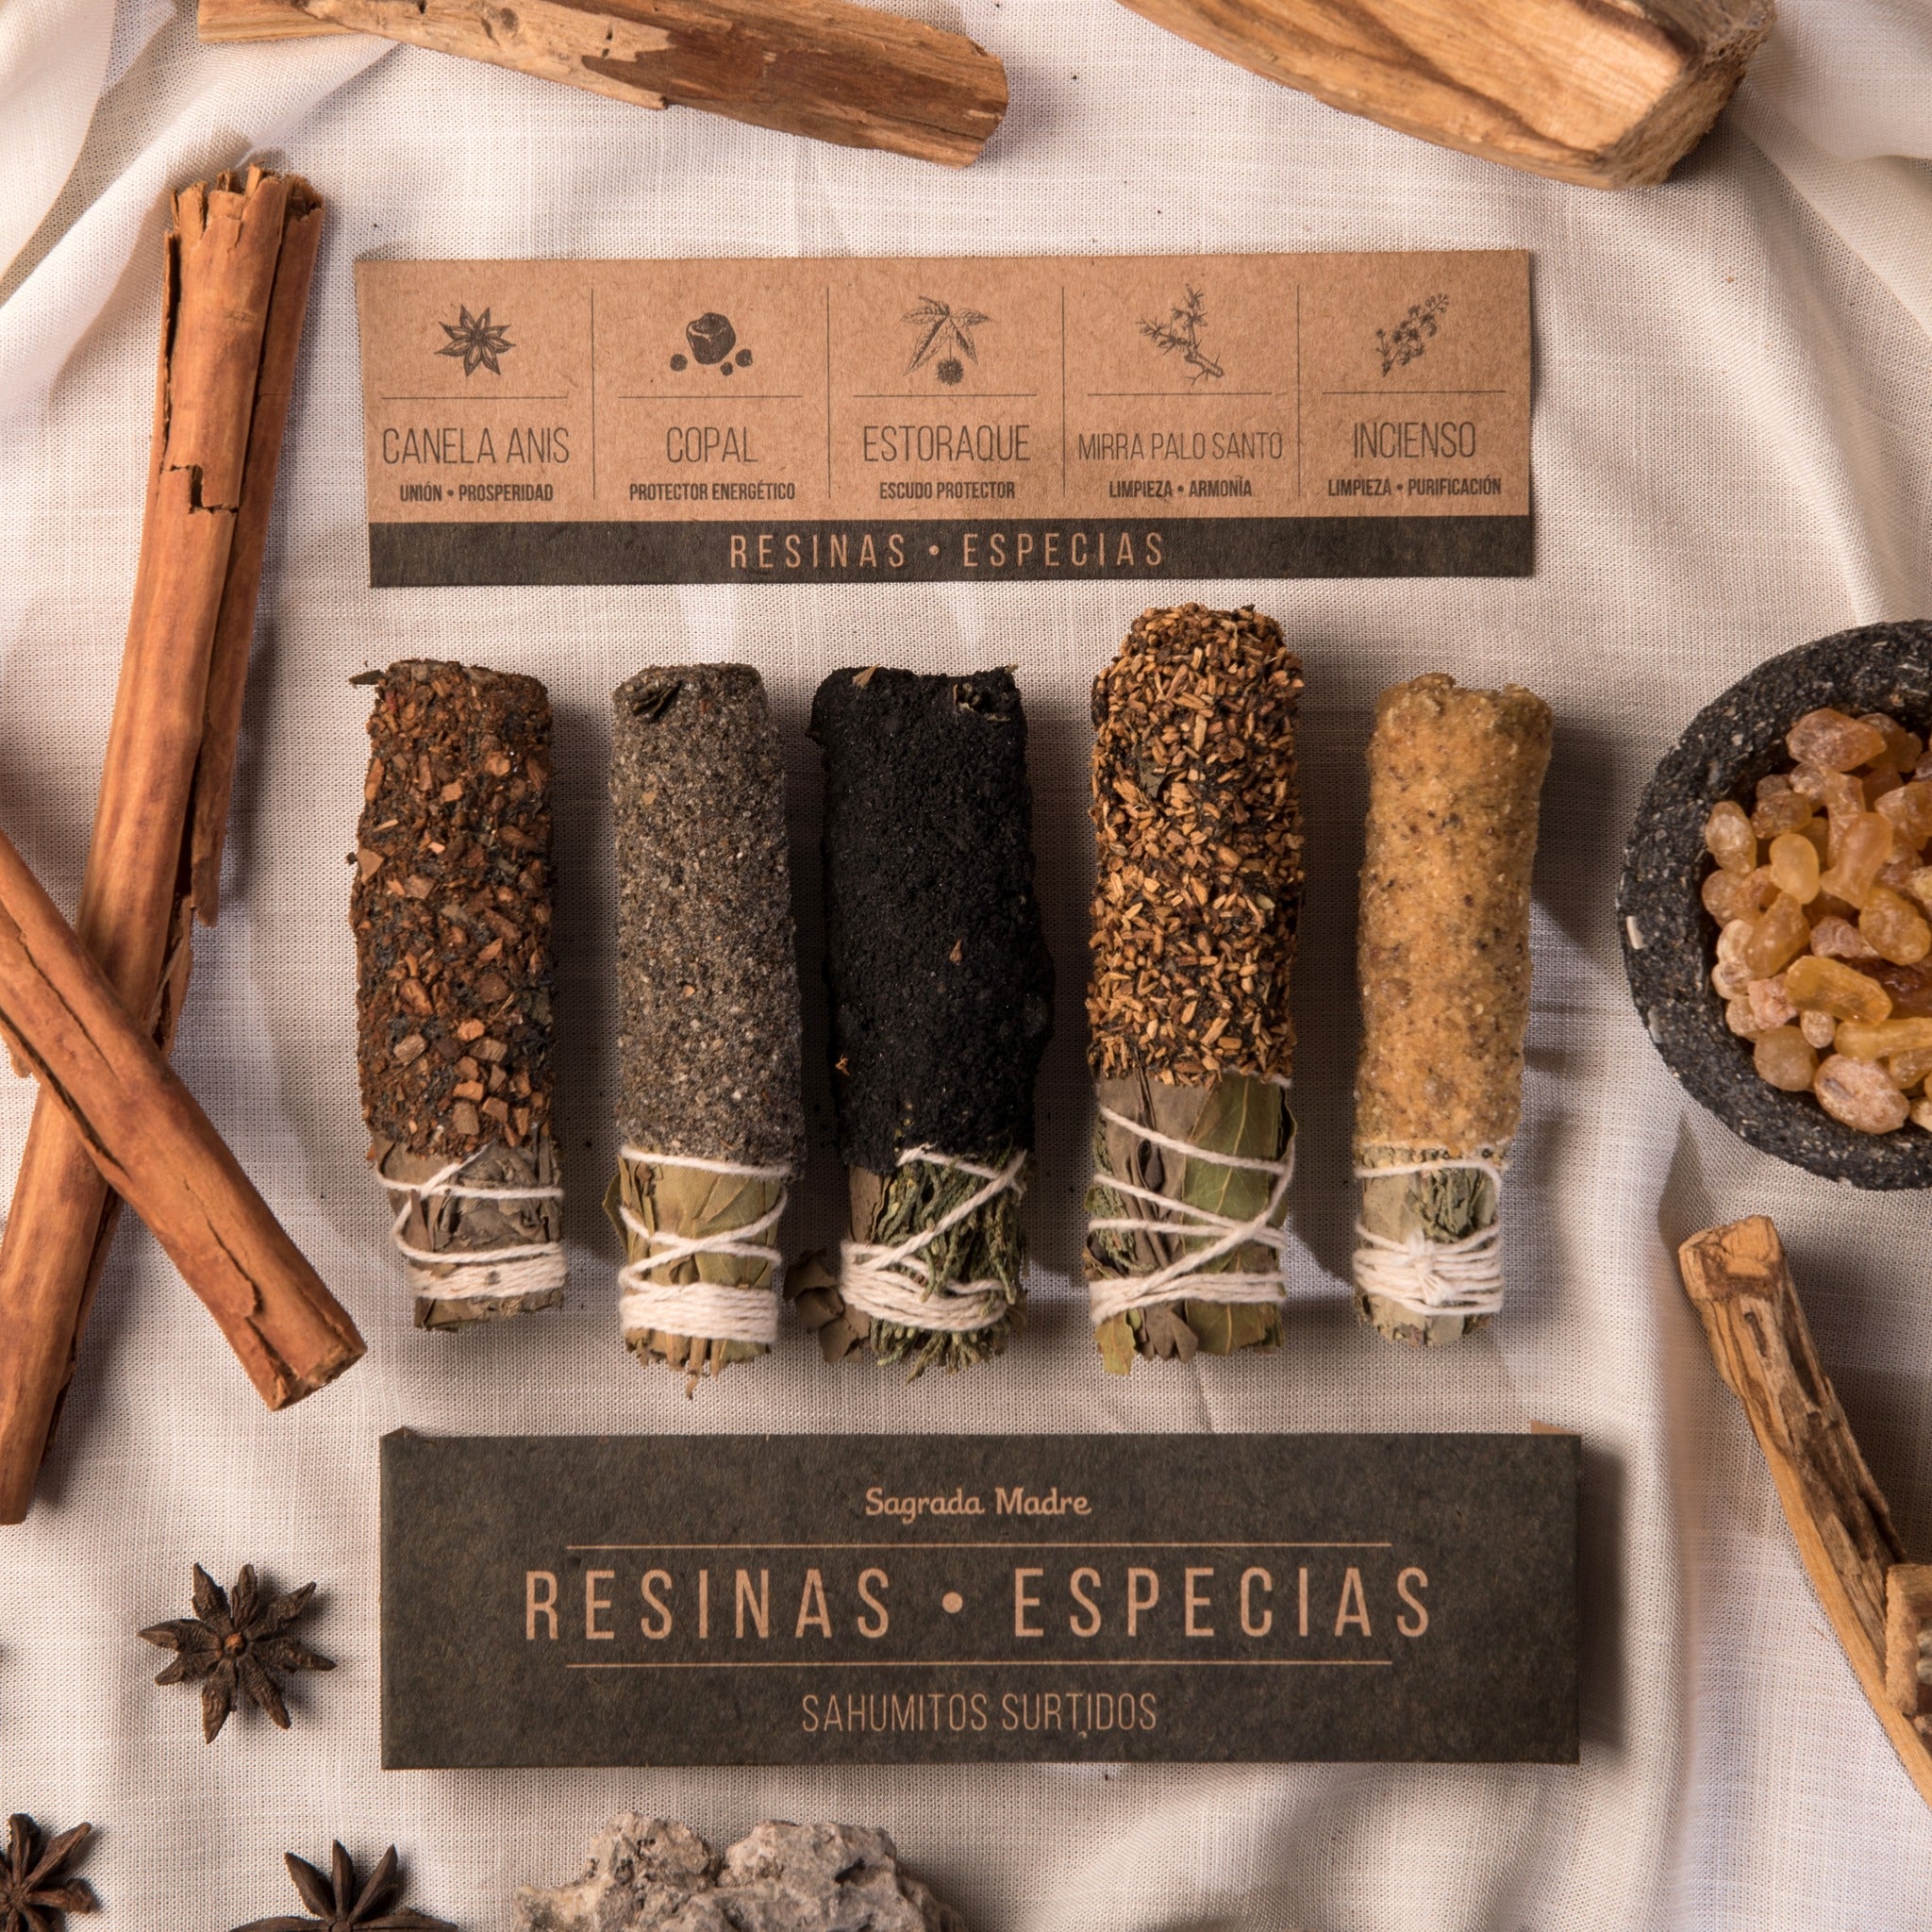 CANELA ANIS
UNIÓN • PROSPERIDAD
COPAL
PROTECTOR ENERGÉTICO
ESTORAQUE
ESCUDO PROTECTOR
MIRRA PALO SANTO
LIMPIEZA • ARMONÌA
INCIENSO
LIMPIEZA • PURIFICACIÓN
RESINAS • ESPECIAS
Sagrada Madre
RESINAS • ESPECIAS
SAHUMITOS SURTIDOS